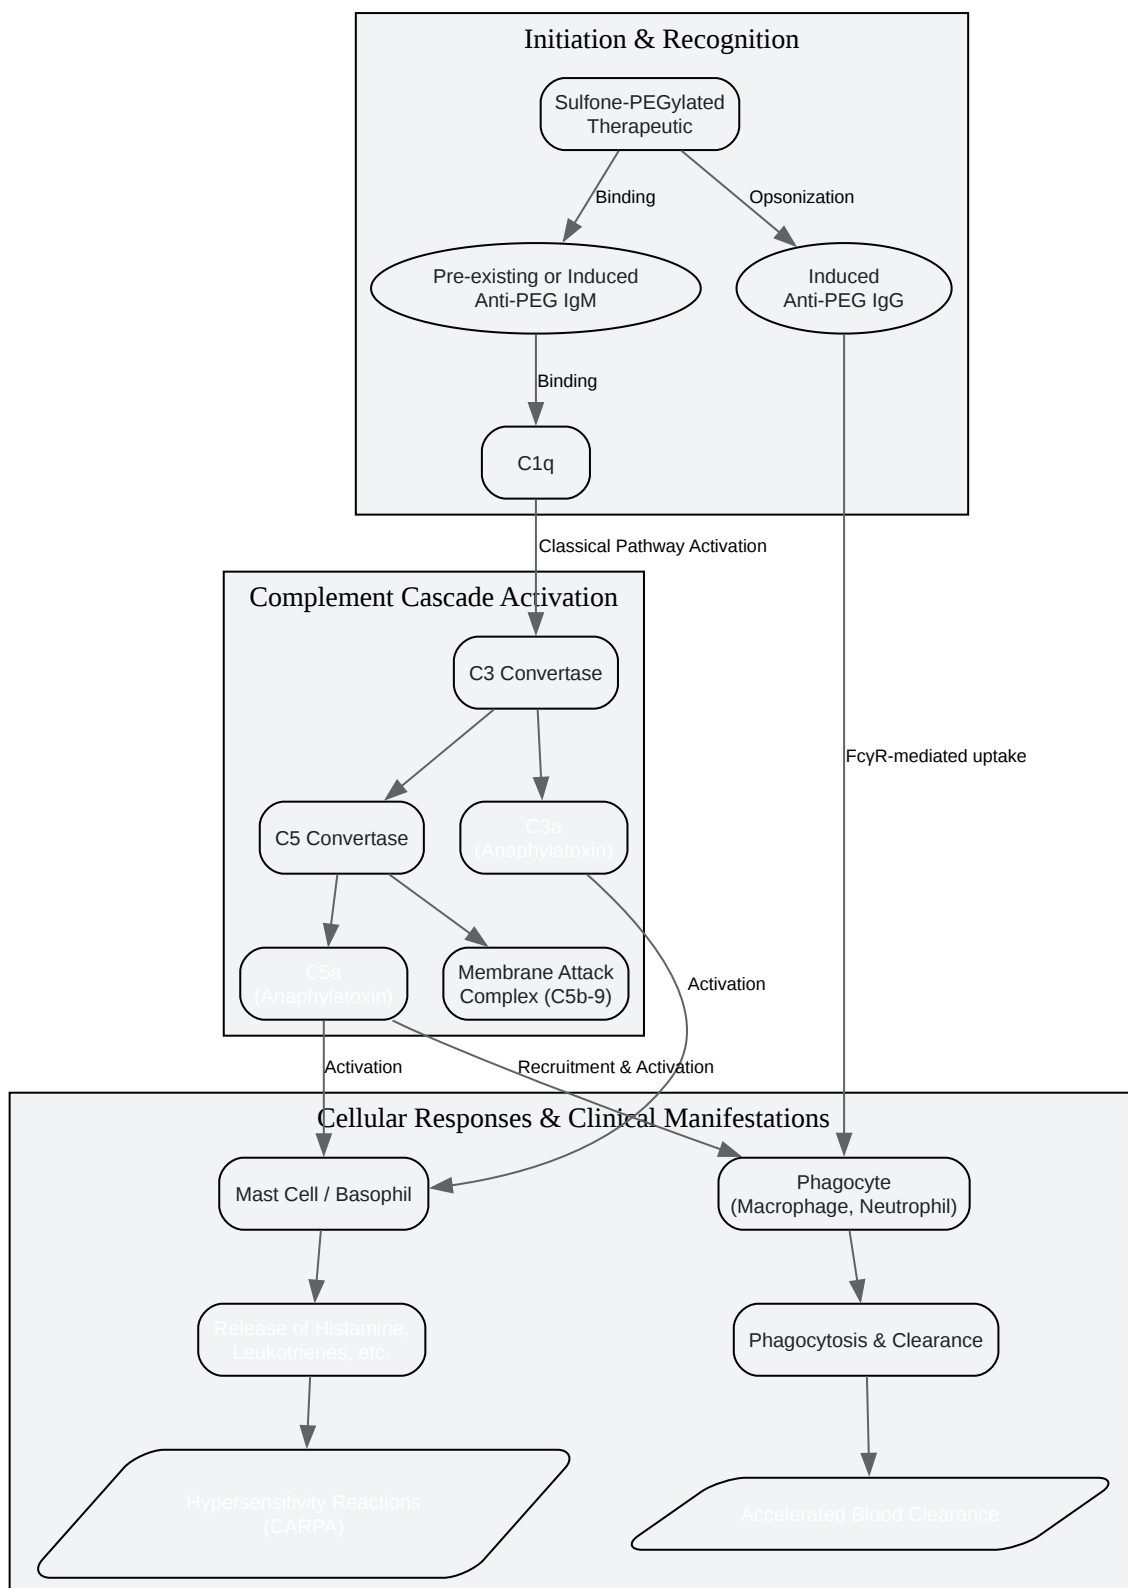 Initiation & Recognition
Sulfone-PEGylated
Therapeutic
Binding
Opsonization
Pre-existing or Induced
Anti-PEG IgM
Induced
Anti-PEG IgG
Binding
C1q
Classical Pathway Activation
Complement Cascade Activation
C3 Convertase
FcγR-mediated uptake
C5 Convertase
C3a
(Anaphylatoxin)
C5a
(Anaphylatoxin)
Membrane Attack
Complex (C5b-9)
Activation
Activation
Recruitment & Activation
Cellular Responses & Clinical Manifestations
Mast Cell / Basophil
Phagocyte
(Macrophage, Neutrophil)
Release of Histamine,
Leukotrienes, etc.
Phagocytosis & Clearance
Hypersensitivity Reactions
(CARPA)
Accelerated Blood Clearance